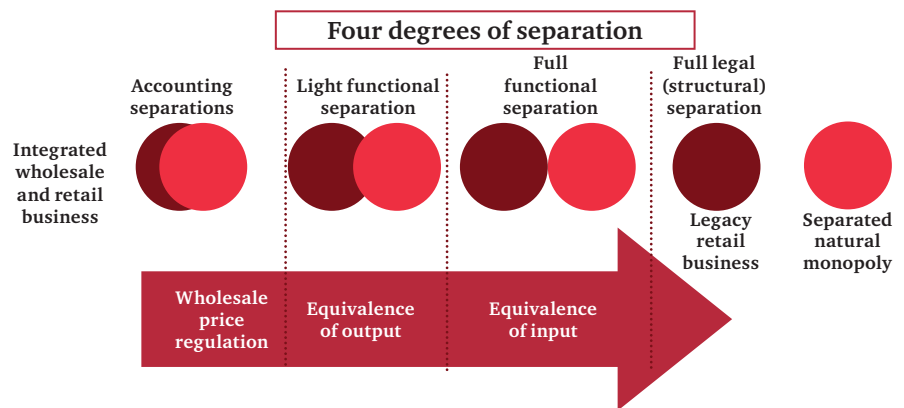 Four degrees of separation
Accounting
separations
Light functional
separation
Full
functional
separation
Full legal
(structural)
separation
Integrated
wholesale
and retail
business
Legacy
retail
business
Separated
natural
monopoly
Wholesale
price
regulation
Equivalence
of output
Equivalence
of input